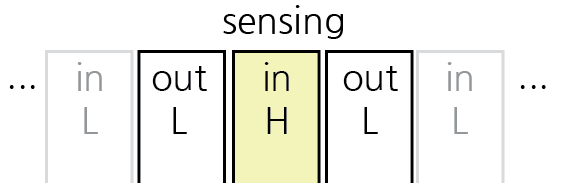 sensing
... in out in out in ...
L L H L L